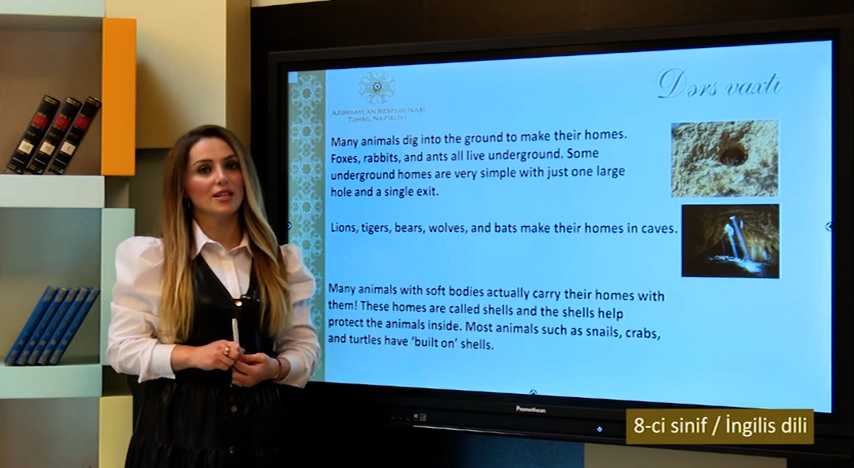 Dərs vaxtı
AZƏRBAYCAN RESPUBLİKASI
TƏHSİL NAZİRLİYİ
Many animals dig into the ground to make their homes.
Foxes, rabbits, and ants all live underground. Some
underground homes are very simple with just one large
hole and a single exit.
Lions, tigers, bears, wolves, and bats make their homes in caves.
Many animals with soft bodies actually carry their homes with
them! These homes are called shells and the shells help
protect the animals inside. Most animals such as snails, crabs,
and turtles have ‘built on’ shells.
Promethean
8-ci sinif / İngilis dili